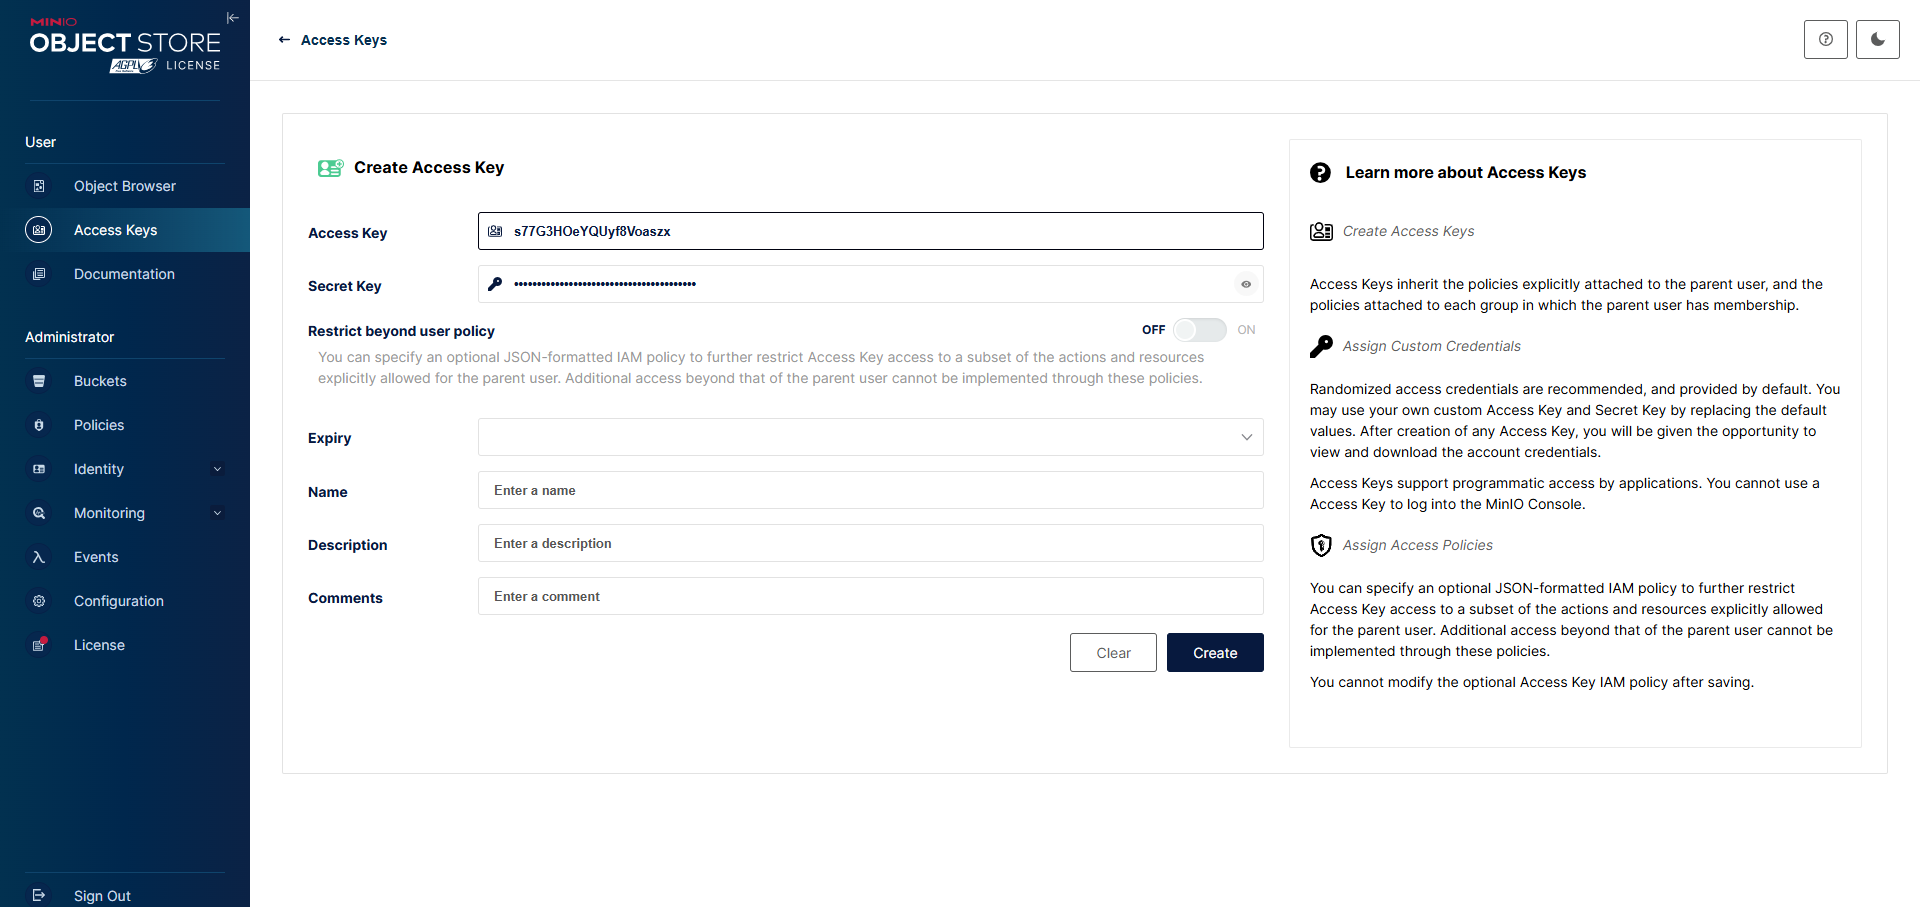 MINIO
OBJECT STORE
AGPLv3 LICENSE
User
Object Browser
Access Keys
Documentation
Administrator
Buckets
Policies
Identity
Monitoring
Events
Configuration
License
Sign Out
Access Keys
Create Access Key
Access Key
s77G3HOeYQUyf8Voaszx
Secret Key
••••••••••••••••••••••••••••••••••••••••
Restrict beyond user policy
OFF
ON
You can specify an optional JSON-formatted IAM policy to further restrict Access Key access to a subset of the actions and resources
explicitly allowed for the parent user. Additional access beyond that of the parent user cannot be implemented through these policies.
Expiry
Name
Enter a name
Description
Enter a description
Comments
Enter a comment
Clear
Create
Learn more about Access Keys
Create Access Keys
Access Keys inherit the policies explicitly attached to the parent user, and the
policies attached to each group in which the parent user has membership.
Assign Custom Credentials
Randomized access credentials are recommended, and provided by default. You
may use your own custom Access Key and Secret Key by replacing the default
values. After creation of any Access Key, you will be given the opportunity to
view and download the account credentials.
Access Keys support programmatic access by applications. You cannot use a
Access Key to log into the MinIO Console.
Assign Access Policies
You can specify an optional JSON-formatted IAM policy to further restrict
Access Key access to a subset of the actions and resources explicitly allowed
for the parent user. Additional access beyond that of the parent user cannot be
implemented through these policies.
You cannot modify the optional Access Key IAM policy after saving.